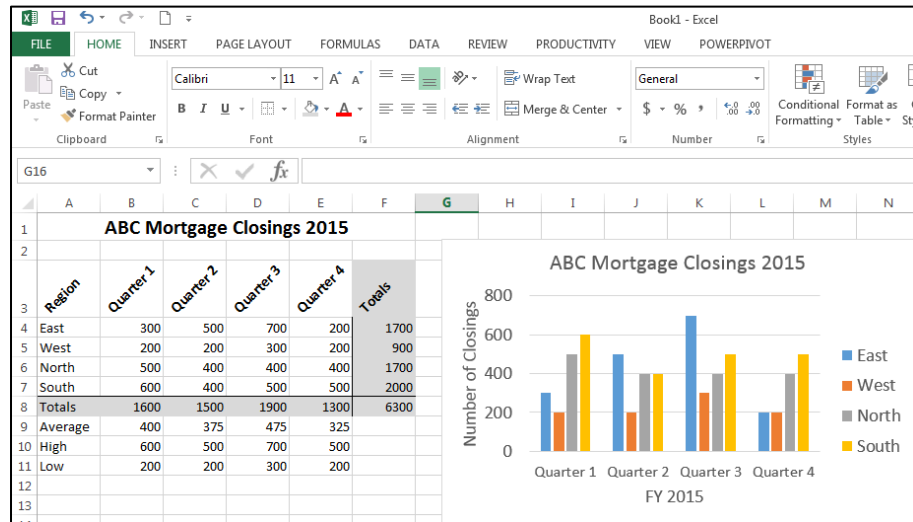 Book1 - Excel
FILE HOME INSERT PAGE LAYOUT FORMULAS DATA REVIEW PRODUCTIVITY VIEW POWERPIVOT
Cut
Copy
Format Painter
Paste
Clipboard
Calibri 11
B I U A
Font
Wrap Text
Merge & Center
Alignment
General
$ % ,
Number
Conditional Formatting
Format as Table
Styles
G16
fx
A B C D E F G H I J K L M N
1 ABC Mortgage Closings 2015
2
3 Region Quarter 1 Quarter 2 Quarter 3 Quarter 4 Totals
4 East 300 500 700 200 1700
5 West 200 200 300 200 900
6 North 500 400 400 400 1700
7 South 600 400 500 500 2000
8 Totals 1600 1500 1900 1300 6300
9 Average 400 375 475 325
10 High 600 500 700 500
11 Low 200 200 300 200
12
13
ABC Mortgage Closings 2015
Number of Closings
800
600
400
200
0
Quarter 1 Quarter 2 Quarter 3 Quarter 4
FY 2015
East
West
North
South